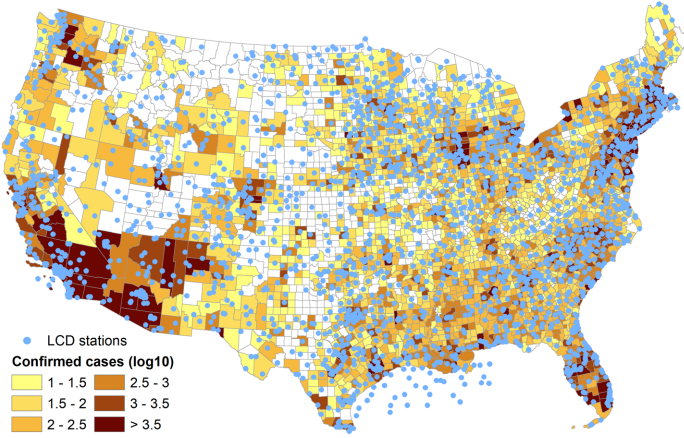 LCD stations
Confirmed cases (log10)
1 - 1.5
2.5 - 3
1.5 - 2
3 - 3.5
2 - 2.5
> 3.5